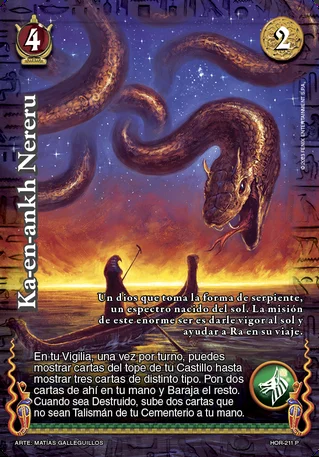 4
2
Ka-en-ankh Nereru
©2013 FENIX ENTERTAINMENT S.P.A.
Un dios que toma la forma de serpiente,
un espectro nacido del sol. La misión
de este enorme ser es darle vigor al sol y
ayudar a Ra en su viaje.
En tu Vigilia, una vez por turno, puedes
mostrar cartas del tope de tu Castillo hasta
mostrar tres cartas de distinto tipo. Pon dos
cartas de ahí en tu mano y Baraja el resto.
Cuando sea Destruido, sube dos cartas que
no sean Talismán de tu Cementerio a tu mano.
ARTE: MATÍAS GALLEGUILLOS
HOR-211 P